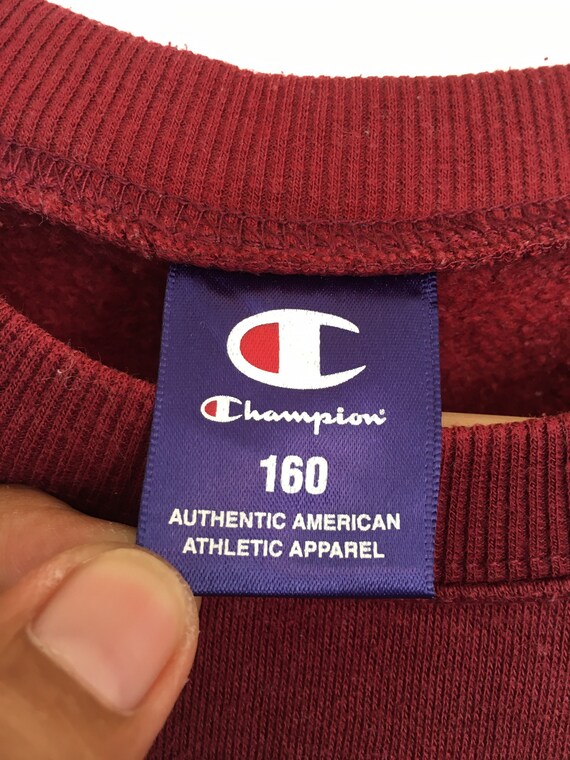 Champion
160
AUTHENTIC AMERICAN
ATHLETIC APPAREL